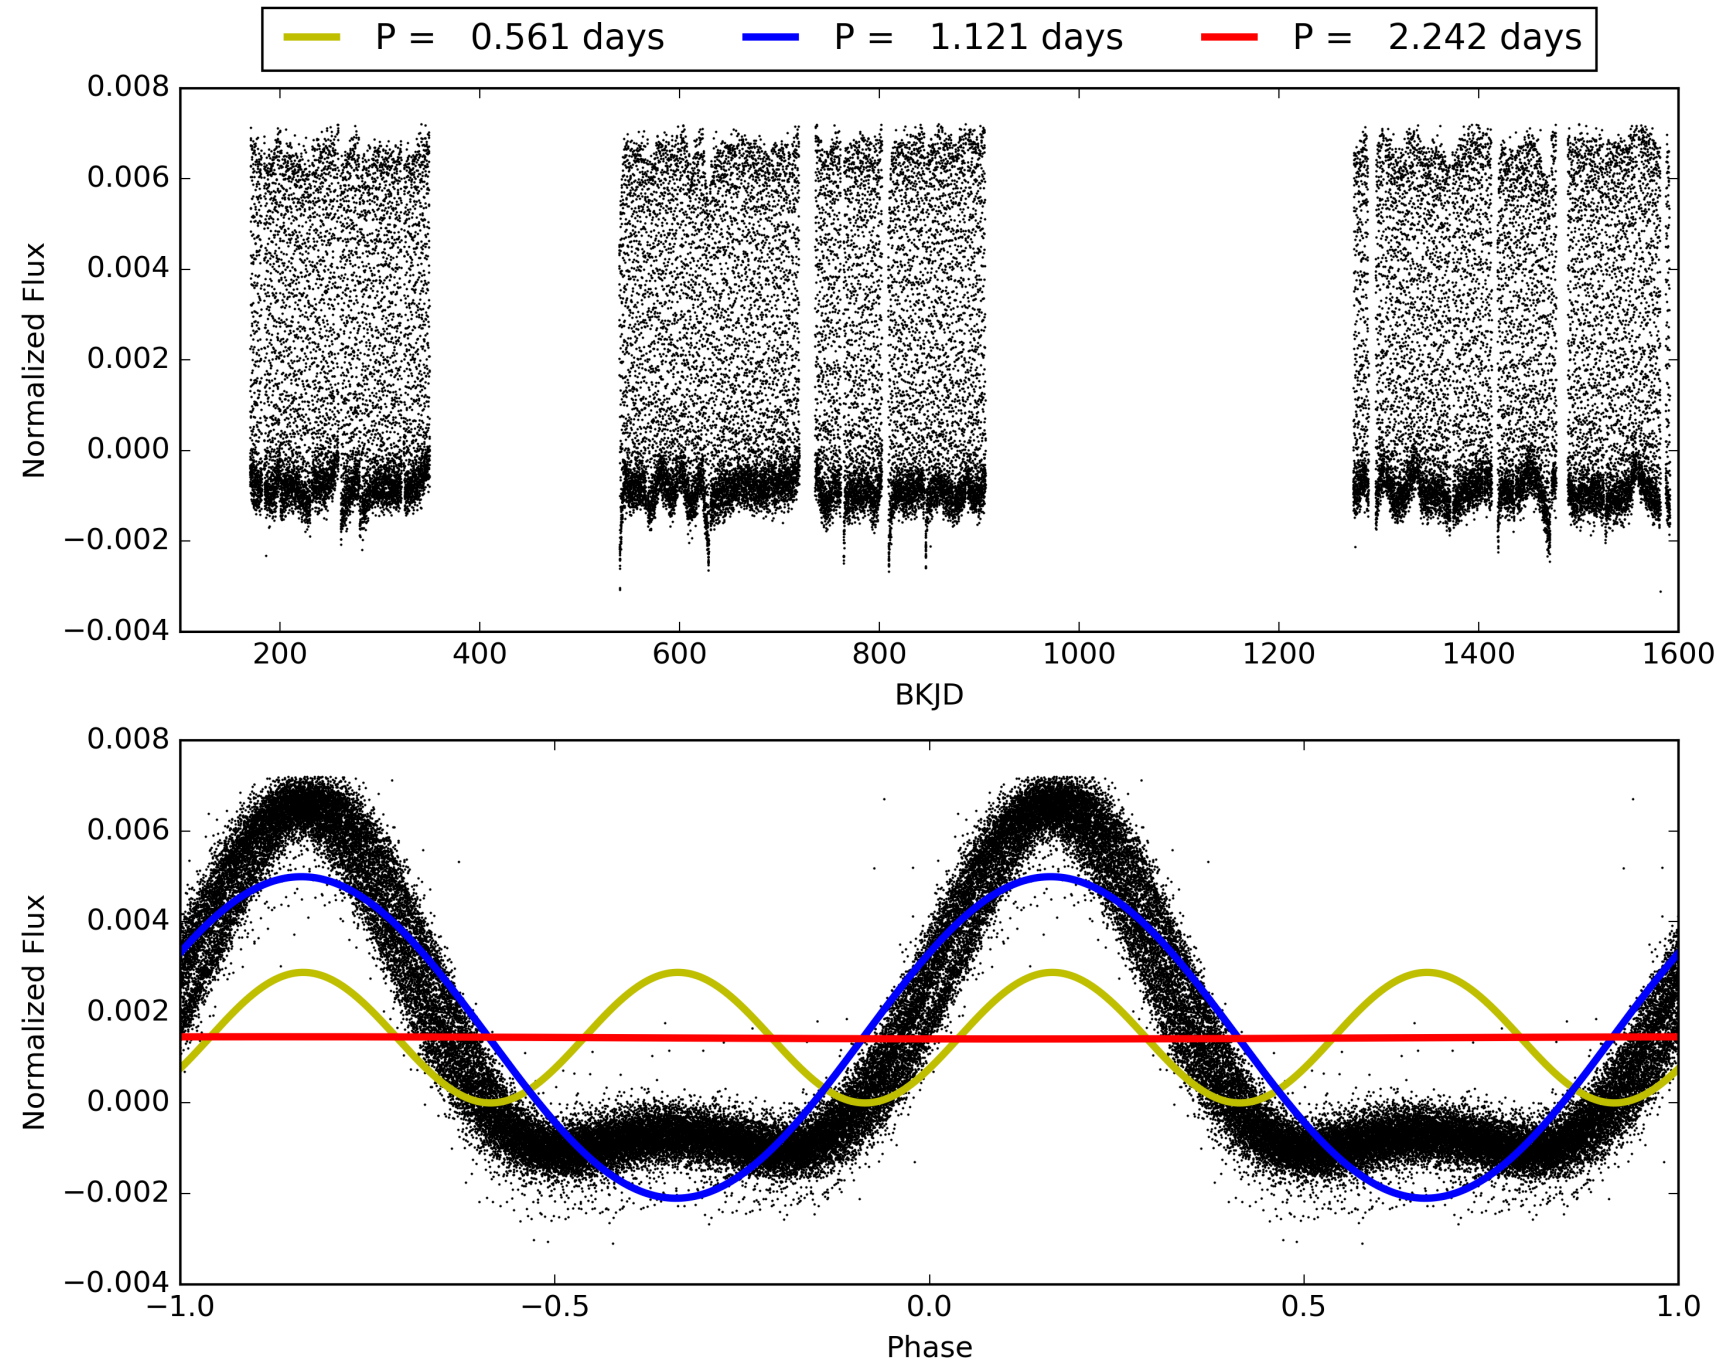 P = 0.561 days P = 1.121 days P = 2.242 days
0.008
0.006
0.004
0.002
0.000
−0.002
−0.004
Normalized Flux
200 400 600 800 1000 1200 1400 1600
BKJD
0.008
0.006
0.004
0.002
0.000
−0.002
−0.004
Normalized Flux
−1.0 −0.5 0.0 0.5 1.0
Phase